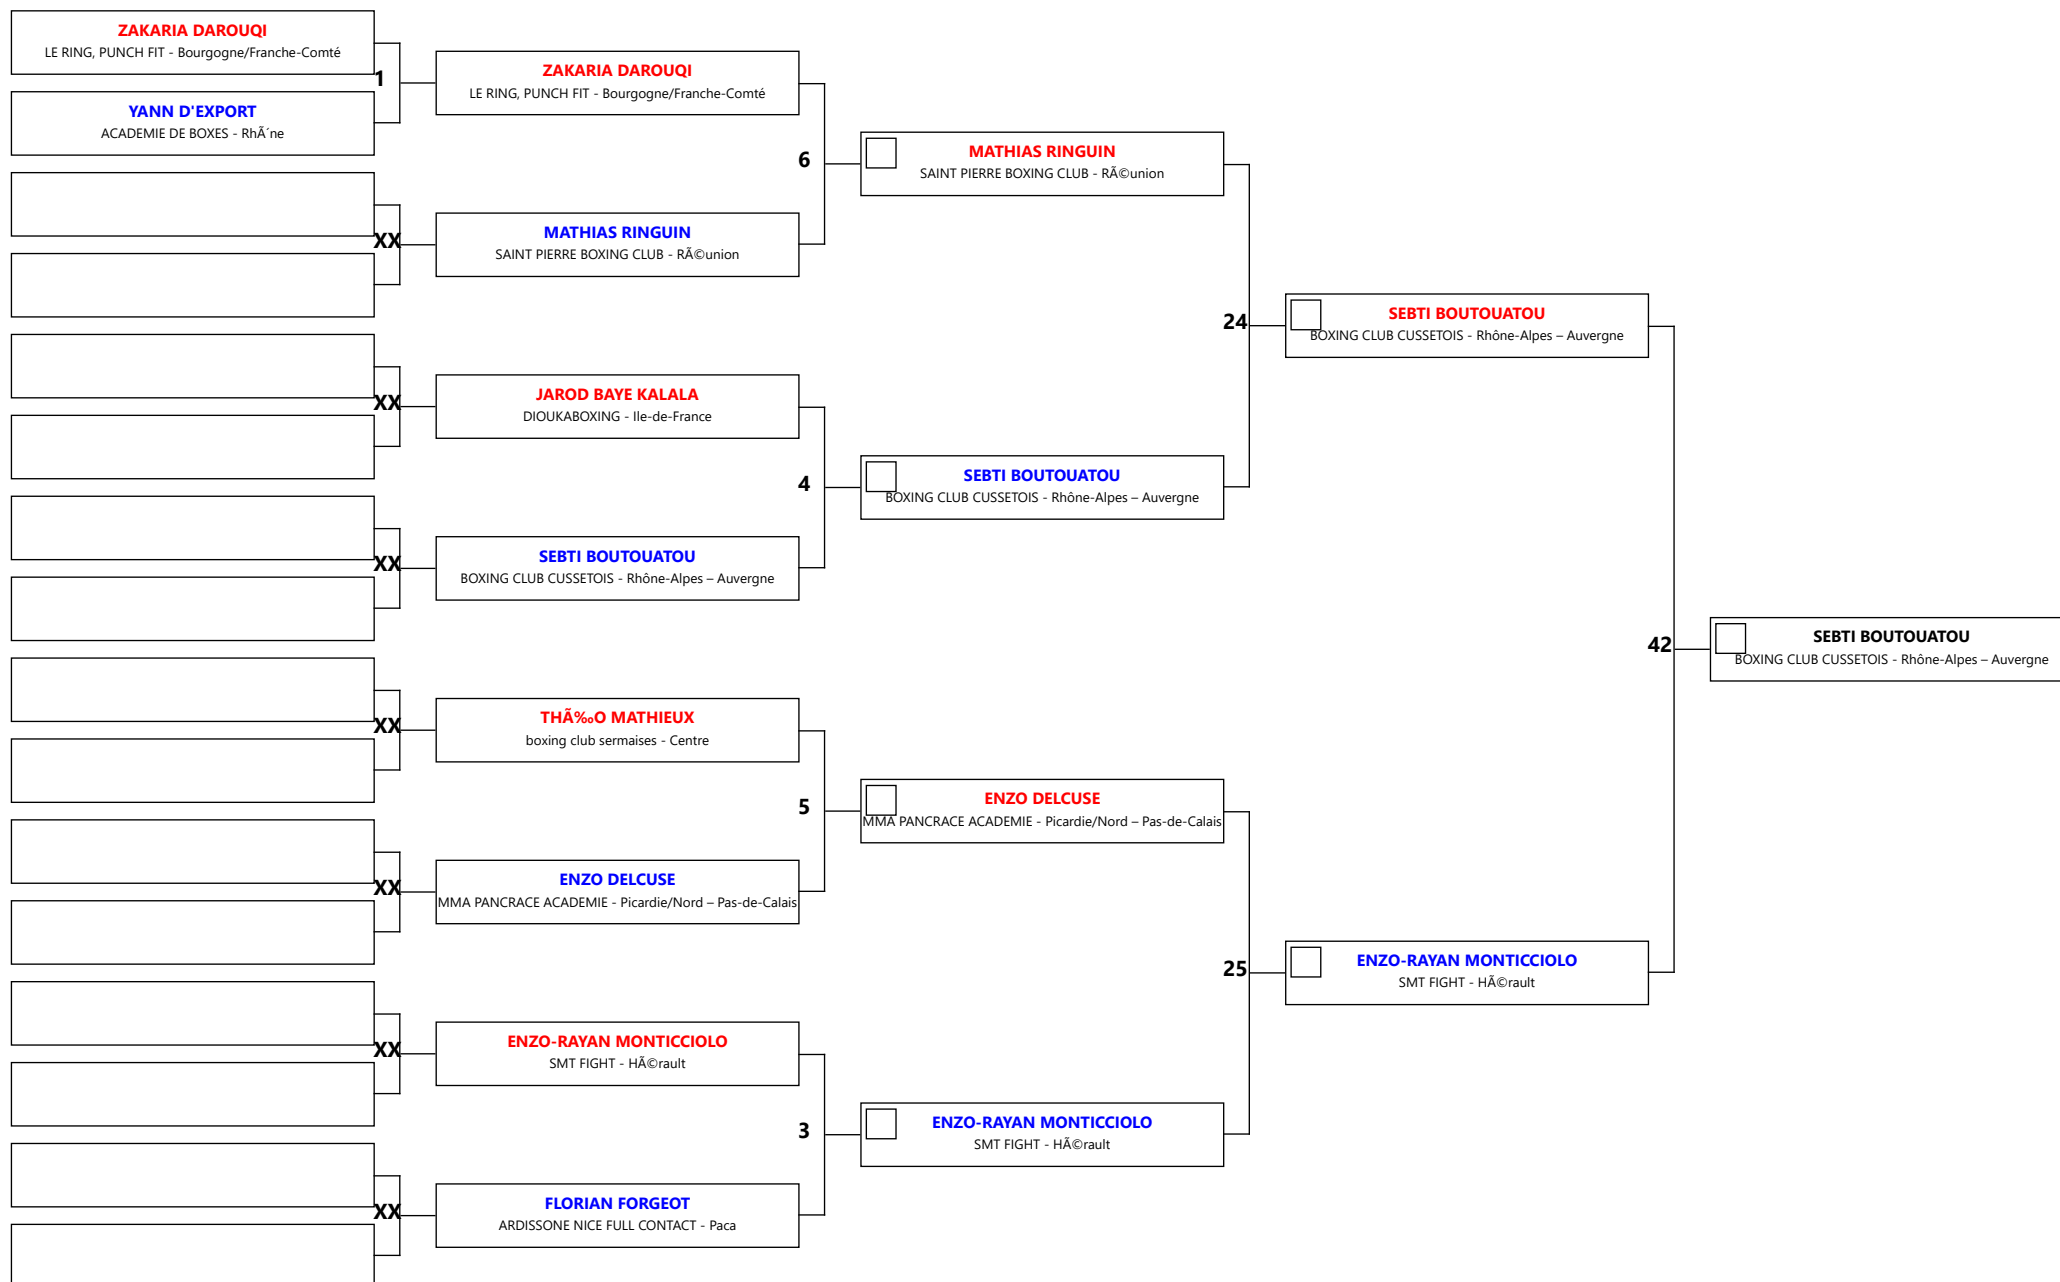 ZAKARIA DAROUQI
LE RING, PUNCH FIT - Bourgogne/Franche-Comté
1
YANN D'EXPORT
ACADEMIE DE BOXES - RhÃ´ne
XX
XX
XX
XX
XX
XX
XX
ZAKARIA DAROUQI
LE RING, PUNCH FIT - Bourgogne/Franche-Comté
6
MATHIAS RINGUIN
SAINT PIERRE BOXING CLUB - RÃ©union
JAROD BAYE KALALA
DIOUKABOXING - Ile-de-France
4
SEBTI BOUTOUATOU
BOXING CLUB CUSSETOIS - Rhône-Alpes – Auvergne
THÃ‰O MATHIEUX
boxing club sermaises - Centre
5
ENZO DELCUSE
MMA PANCRACE ACADEMIE - Picardie/Nord – Pas-de-Calais
ENZO-RAYAN MONTICCIOLO
SMT FIGHT - HÃ©rault
3
FLORIAN FORGEOT
ARDISSONE NICE FULL CONTACT - Paca
MATHIAS RINGUIN
SAINT PIERRE BOXING CLUB - RÃ©union
24
SEBTI BOUTOUATOU
BOXING CLUB CUSSETOIS - Rhône-Alpes – Auvergne
ENZO DELCUSE
MMA PANCRACE ACADEMIE - Picardie/Nord – Pas-de-Calais
25
ENZO-RAYAN MONTICCIOLO
SMT FIGHT - HÃ©rault
SEBTI BOUTOUATOU
BOXING CLUB CUSSETOIS - Rhône-Alpes – Auvergne
42
ENZO-RAYAN MONTICCIOLO
SMT FIGHT - HÃ©rault
SEBTI BOUTOUATOU
BOXING CLUB CUSSETOIS - Rhône-Alpes – Auvergne